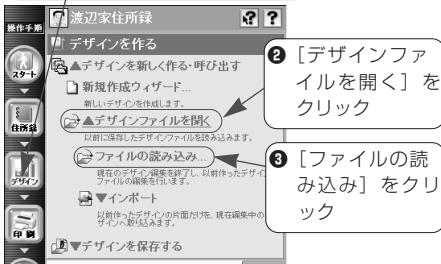 操作手順
渡辺家住所録
デザインを作る
スタート
▲デザインを新しく作る・呼び出す
新規作成ウィザード...
新しいデザインを作成します。
住所録
▲デザインファイルを開く
以前に保存したデザインファイルを読み込みます。
ファイルの読み込み...
現在のデザイン編集を終了し、以前作ったデザイン
ファイルの編集を行います。
デザイン
▼インポート
以前作ったデザインの片面だけを、現在編集中の
ザインへ取り込みます。
印刷
▼デザインを保存する
❷ [デザインファ
イルを開く] を
クリック
❸ [ファイルの読
み込み] をクリ
ック